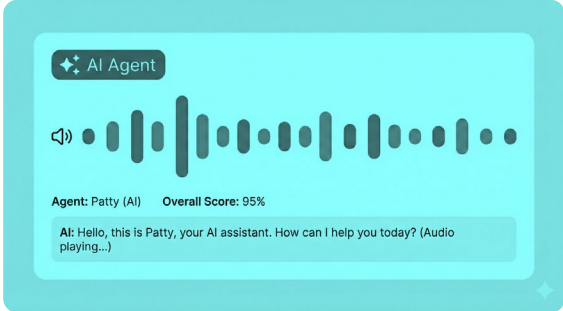 AI Agent
Agent: Patty (AI) Overall Score: 95%
AI: Hello, this is Patty, your AI assistant. How can I help you today? (Audio
playing...)